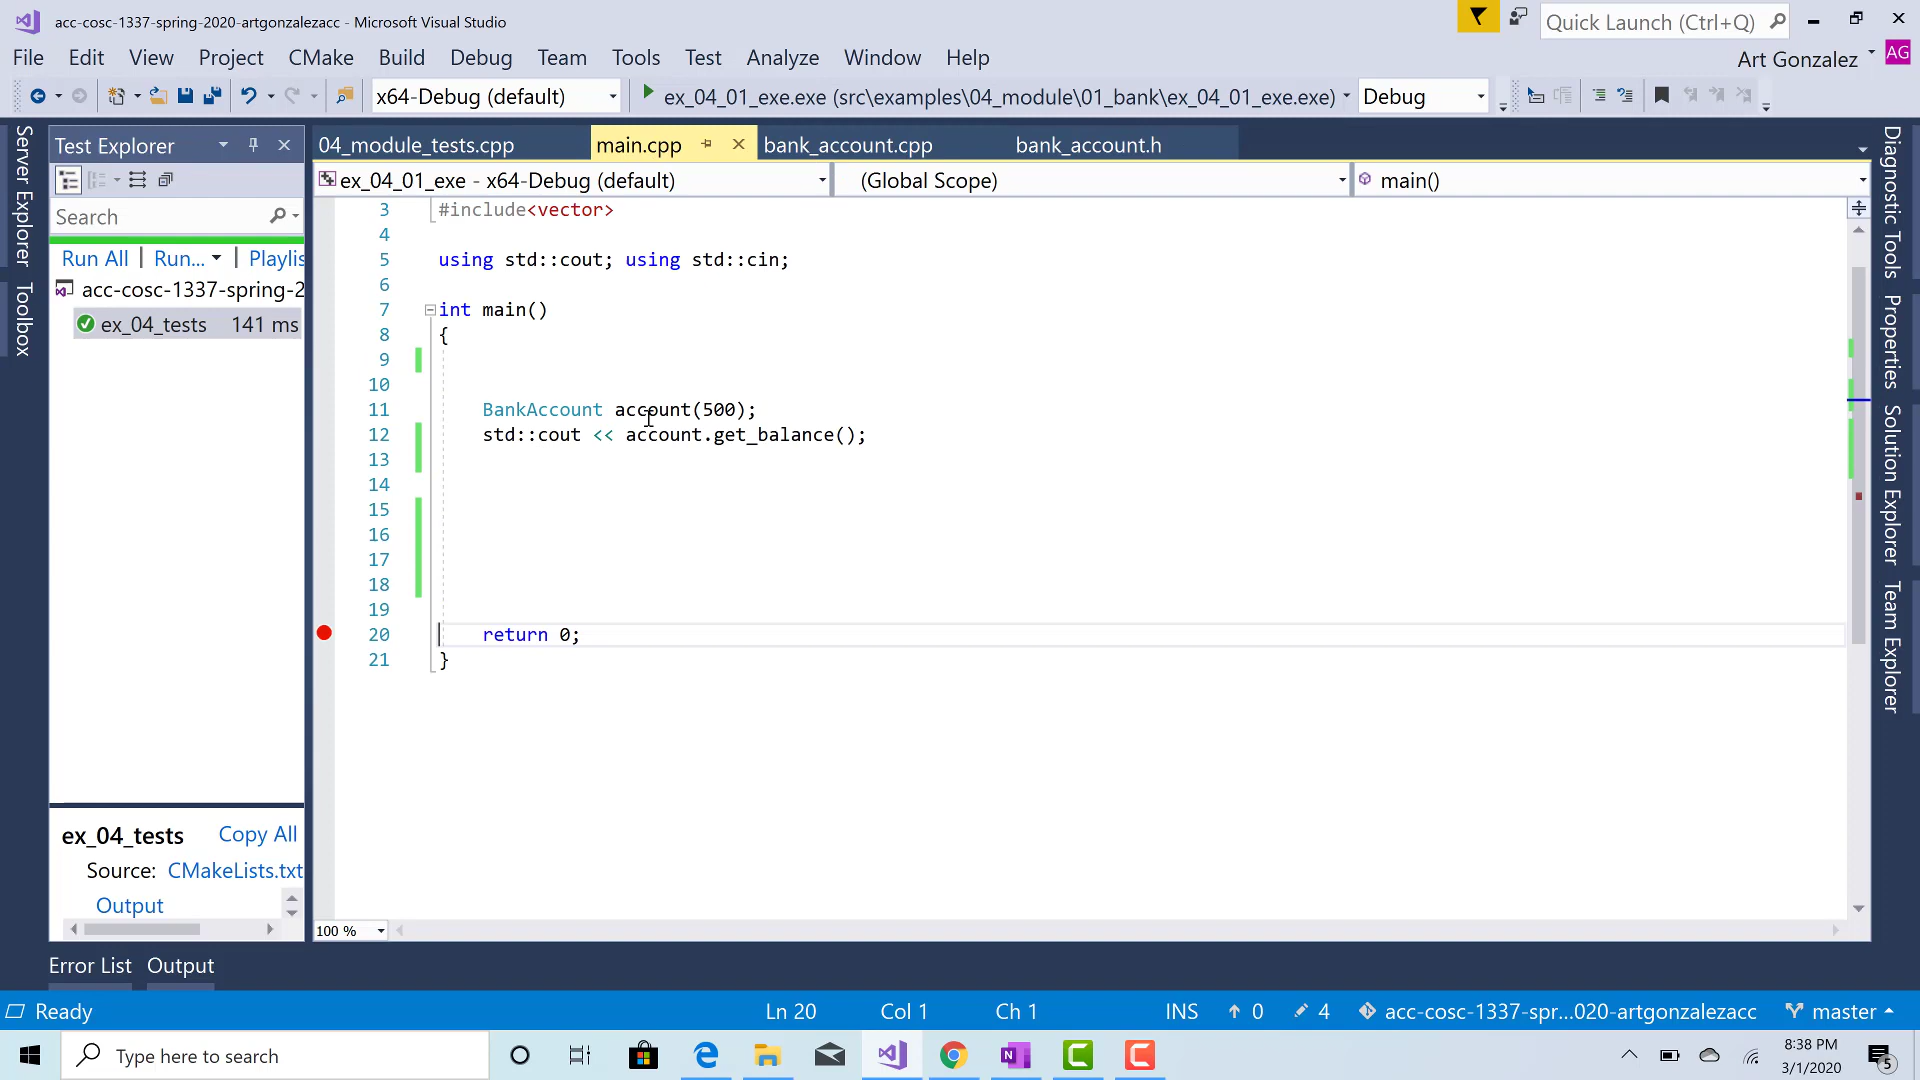 acc-cosc-1337-spring-2020-artgonzalezacc - Microsoft Visual Studio
Quick Launch (Ctrl+Q)
File Edit View Project CMake Build Debug Team Tools Test Analyze Window Help
Art Gonzalez AG
x64-Debug (default) ex_04_01_exe.exe (src\examples\04_module\01_bank\ex_04_01_exe.exe) Debug
Server Explorer
Toolbox
Test Explorer
Search
Run All Run... Playlis
acc-cosc-1337-spring-2
ex_04_tests 141 ms
ex_04_tests Copy All
Source: CMakeLists.txt
Output
04_module_tests.cpp main.cpp bank_account.cpp bank_account.h
ex_04_01_exe - x64-Debug (default) (Global Scope) main()
3 #include<vector>
4
5 using std::cout; using std::cin;
6
7 int main()
8 {
9
10
11 BankAccount account(500);
12 std::cout << account.get_balance();
13
14
15
16
17
18
19
20 return 0;
21 }
100 %
Diagnostic Tools
Properties
Solution Explorer
Team Explorer
Error List Output
Ready Ln 20 Col 1 Ch 1 INS 0 4 acc-cosc-1337-spr...020-artgonzalezacc master
Type here to search
8:38 PM
3/1/2020
5